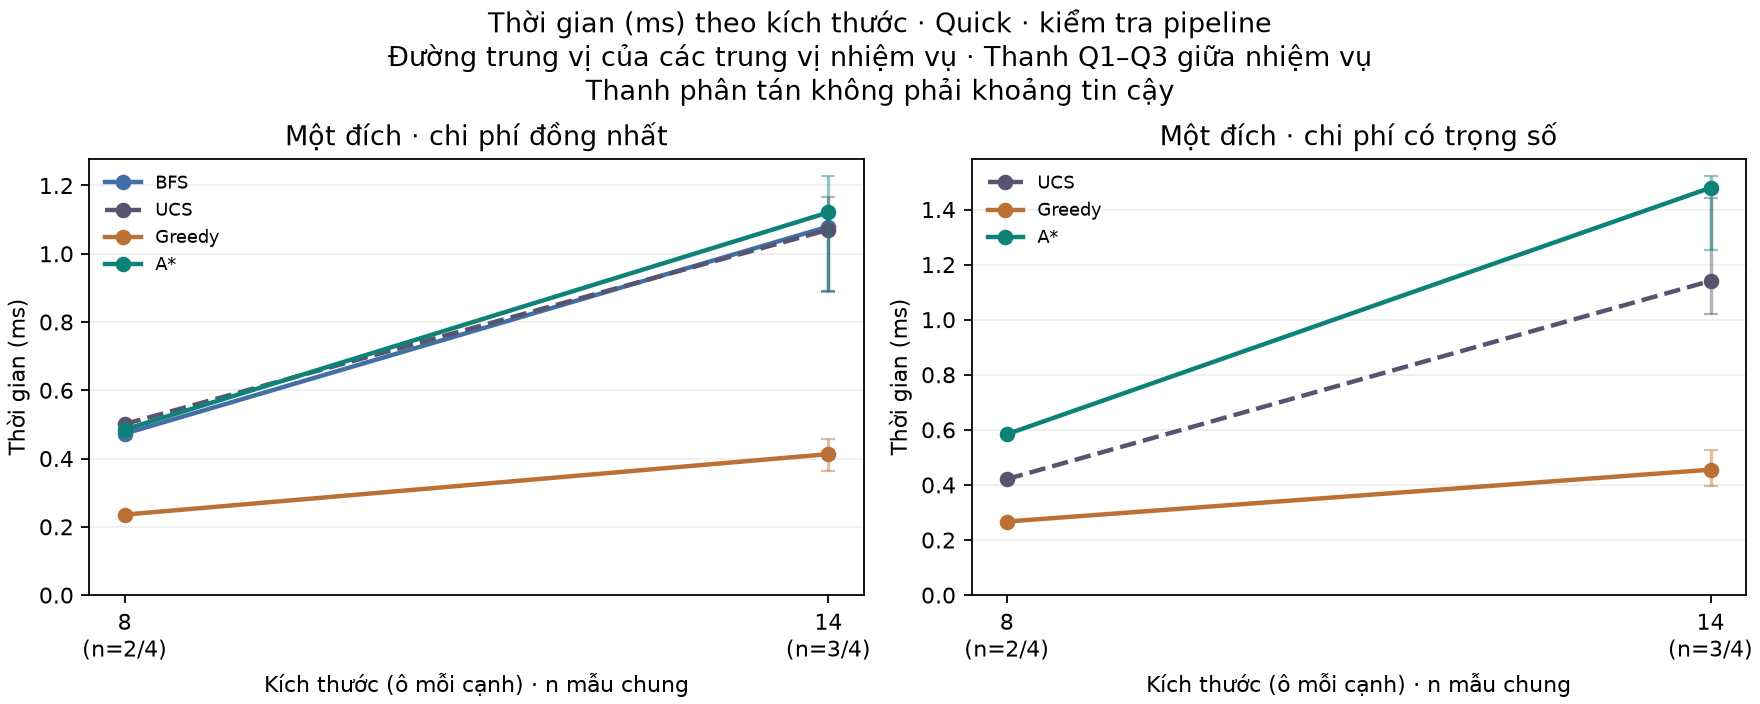 Thời gian (ms) theo kích thước · Quick · kiểm tra pipeline
Đường trung vị của các trung vị nhiệm vụ · Thanh Q1–Q3 giữa nhiệm vụ
Thanh phân tán không phải khoảng tin cậy
Một đích · chi phí đồng nhất
BFS
UCS
Greedy
A*
Thời gian (ms)
1.2
1.0
0.8
0.6
0.4
0.2
0.0
8
(n=2/4)
14
(n=3/4)
Kích thước (ô mỗi cạnh) · n mẫu chung
Một đích · chi phí có trọng số
UCS
Greedy
A*
Thời gian (ms)
1.4
1.2
1.0
0.8
0.6
0.4
0.2
0.0
8
(n=2/4)
14
(n=3/4)
Kích thước (ô mỗi cạnh) · n mẫu chung